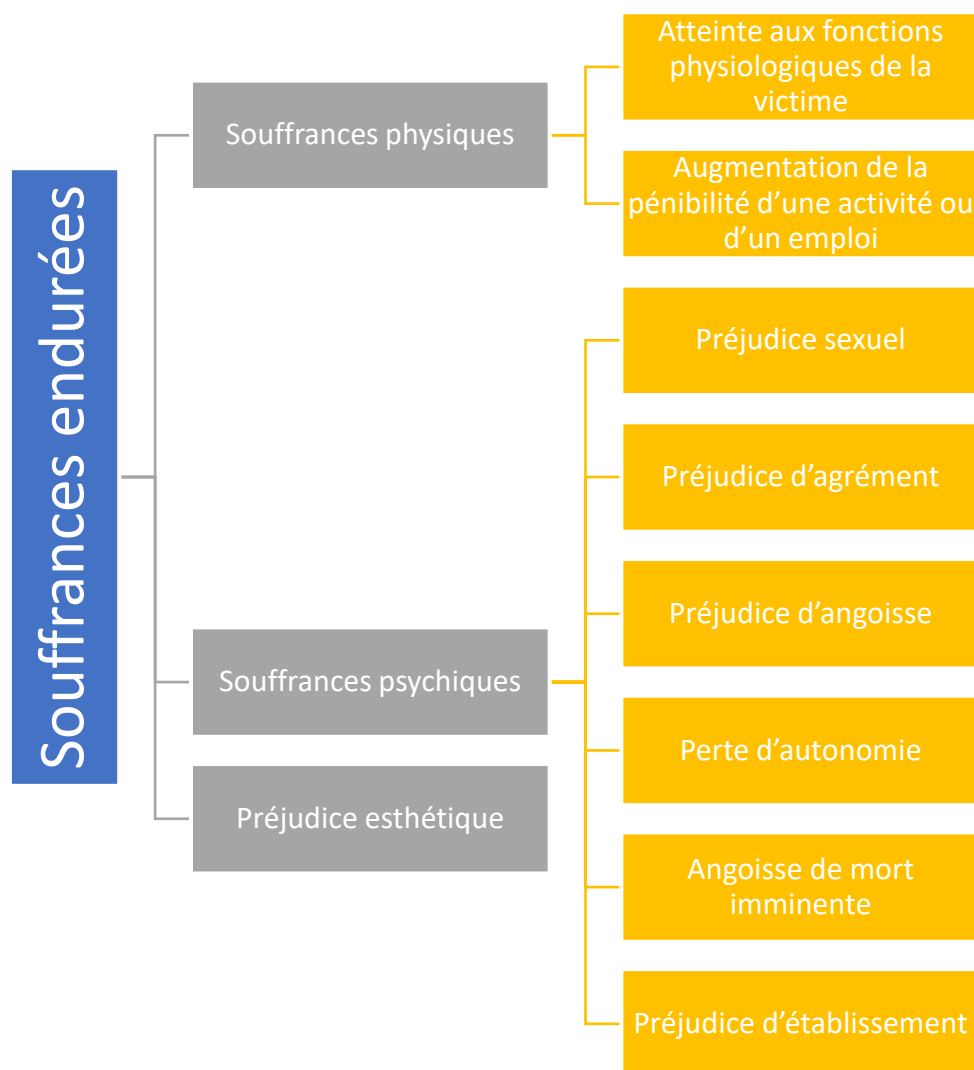 Souffrances endurées
Souffrances physiques
Atteinte aux fonctions
physiologiques de la
victime
Augmentation de la
pénibilité d’une activité ou
d’un emploi
Souffrances psychiques
Préjudice sexuel
Préjudice d’agrément
Préjudice d’angoisse
Perte d’autonomie
Angoisse de mort
imminente
Préjudice d’établissement
Préjudice esthétique